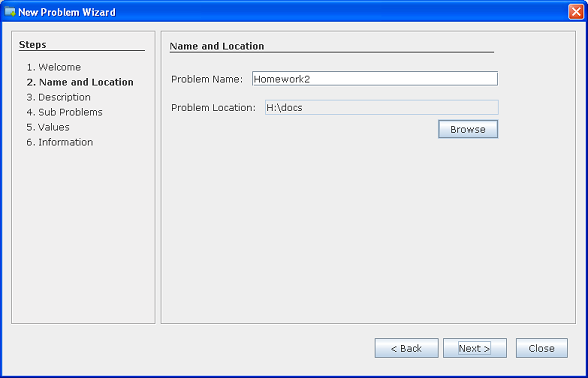 New Problem Wizard
Steps
1. Welcome
2. Name and Location
3. Description
4. Sub Problems
5. Values
6. Information
Name and Location
Problem Name: Homework2
Problem Location: H:\docs
Browse
< Back Next > Close